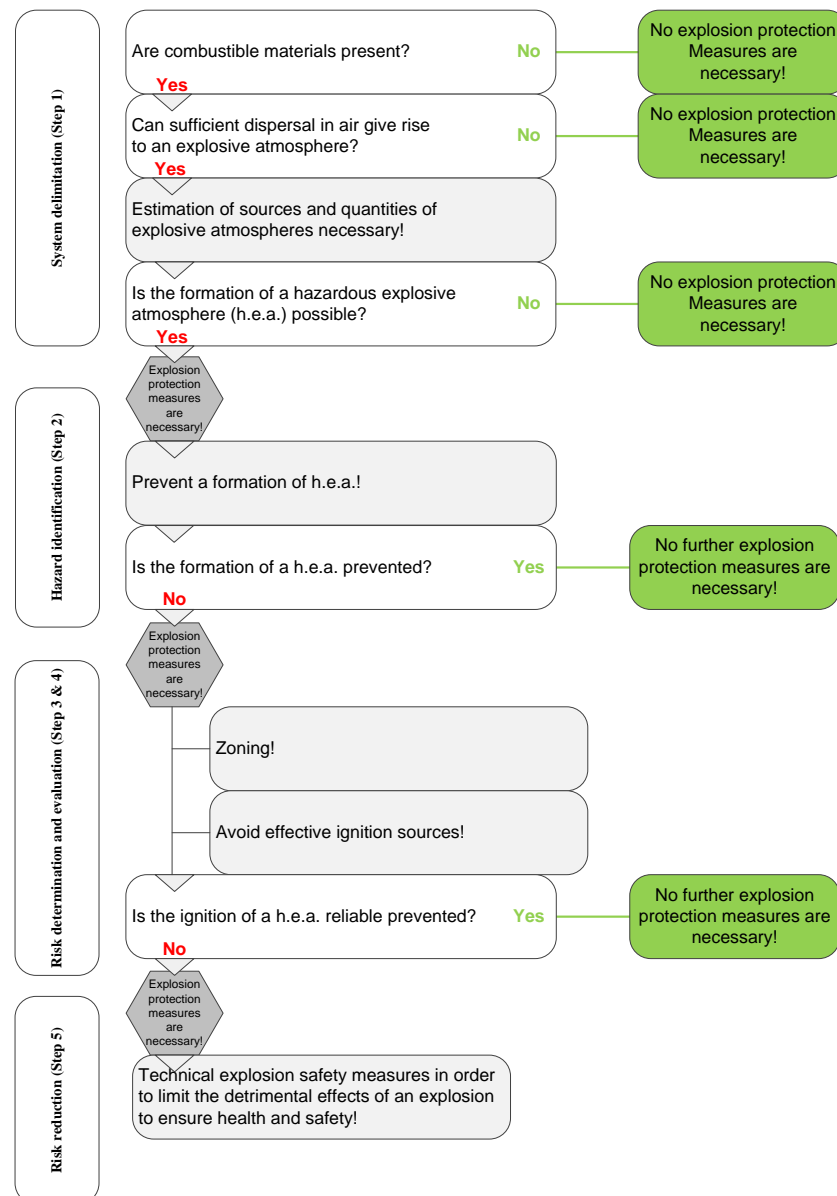 System delimitation (Step 1)
Are combustible materials present?
No
Yes
No explosion protection
Measures are
necessary!
Can sufficient dispersal in air give rise
to an explosive atmosphere?
No
Yes
No explosion protection
Measures are
necessary!
Estimation of sources and quantities of
explosive atmospheres necessary!
Is the formation of a hazardous explosive
atmosphere (h.e.a.) possible?
No
Yes
No explosion protection
Measures are
necessary!
Explosion
protection
measures
are
necessary!
Hazard identification (Step 2)
Prevent a formation of h.e.a.!
Is the formation of a h.e.a. prevented?
Yes
No
No further explosion
protection measures are
necessary!
Explosion
protection
measures
are
necessary!
Risk determination and evaluation (Step 3 & 4)
Zoning!
Avoid effective ignition sources!
Is the ignition of a h.e.a. reliable prevented?
Yes
No
No further explosion
protection measures are
necessary!
Explosion
protection
measures
are
necessary!
Risk reduction (Step 5)
Technical explosion safety measures in order
to limit the detrimental effects of an explosion
to ensure health and safety!